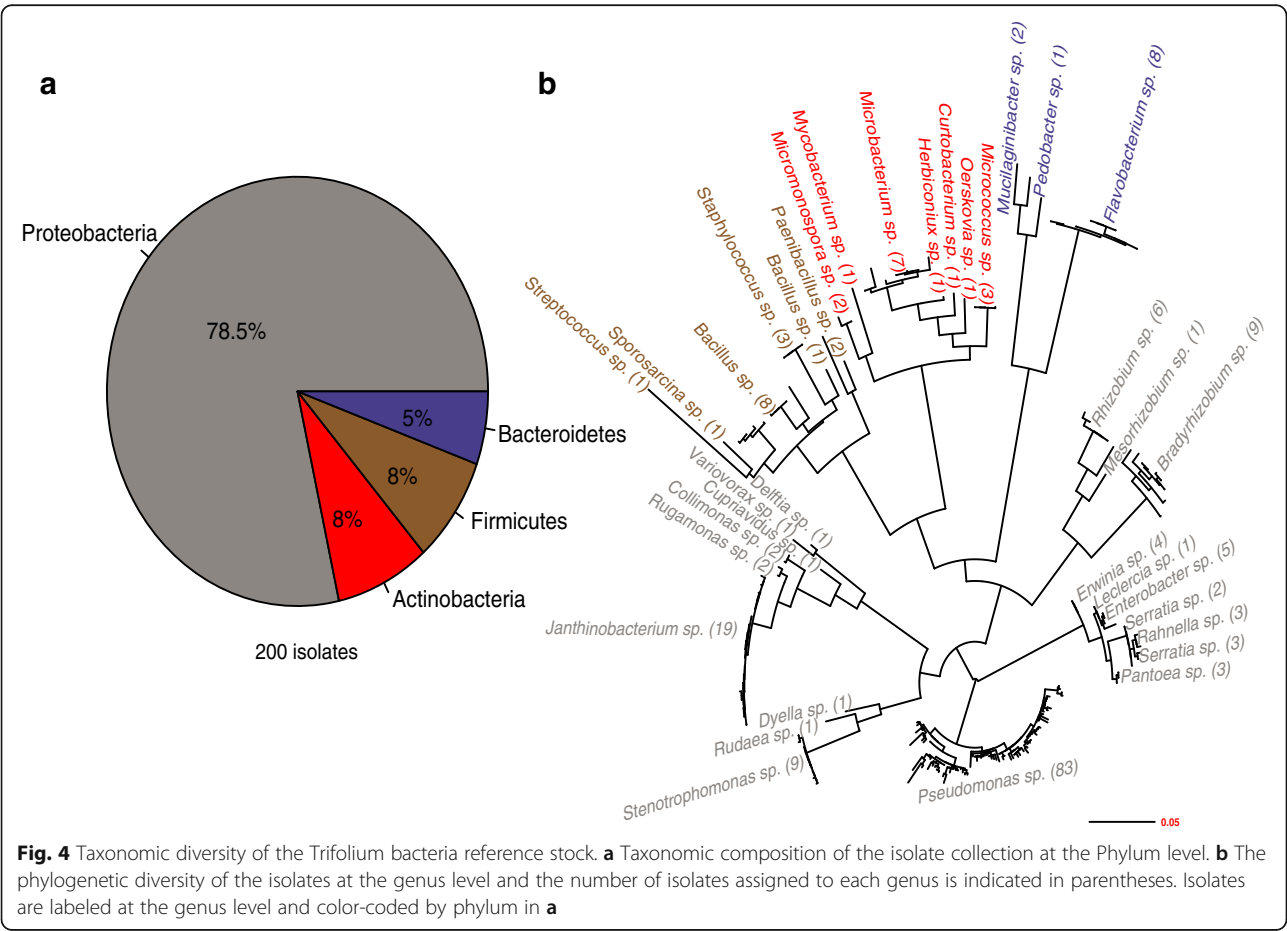 a
Proteobacteria
78.5%
5%
Bacteroidetes
8%
Firmicutes
8%
Actinobacteria
200 isolates
b
Streptococcus sp. (1)
Sporosarcina sp. (1)
Bacillus sp. (8)
Staphylococcus sp. (3)
Bacillus sp. (1)
Paenibacillus sp. (2)
Micromonospora sp. (2)
Mycobacterium sp. (1)
Microbacterium sp. (7)
Herbiconiux sp. (1)
Curtobacterium sp. (1)
Oerskovia sp. (1)
Micrococcus sp. (3)
Mucilaginibacter sp. (2)
Pedobacter sp. (1)
Flavobacterium sp. (8)
Rhizobium sp. (6)
Mesorhizobium sp. (1)
Bradyrhizobium sp. (9)
Erwinia sp. (4)
Leclercia sp. (1)
Enterobacter sp. (5)
Serratia sp. (2)
Rahnella sp. (3)
Serratia sp. (3)
Pantoea sp. (3)
Pseudomonas sp. (83)
Stenotrophomonas sp. (9)
Rudaea sp. (1)
Dyella sp. (1)
Janthinobacterium sp. (19)
Rugamonas sp. (2)
Collimonas sp. (2)
Cupriavidus sp. (1)
Variovorax sp. (1)
Delftia sp. (1)
0.05
Fig. 4 Taxonomic diversity of the Trifolium bacteria reference stock. a Taxonomic composition of the isolate collection at the Phylum level. b The
phylogenetic diversity of the isolates at the genus level and the number of isolates assigned to each genus is indicated in parentheses. Isolates
are labeled at the genus level and color-coded by phylum in a